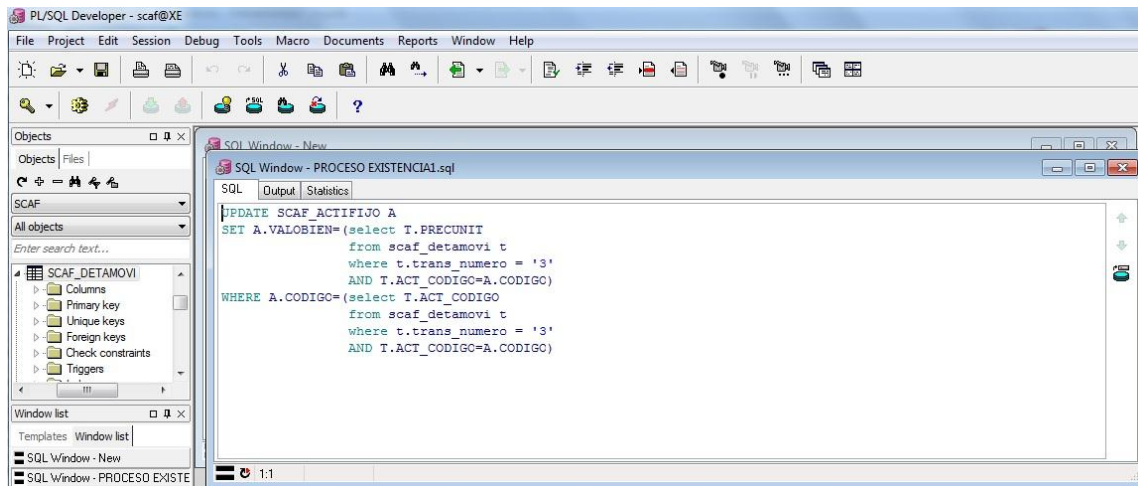 PL/SQL Developer - scaf@XE
File Project Edit Session Debug Tools Macro Documents Reports Window Help
Objects
Objects Files
SCAF
All objects
Enter search text...
SCAF_DETAMOVI
Columns
Primary key
Unique keys
Foreign keys
Check constraints
Triggers
Window list
Templates Window list
SQL Window - New
SQL Window - PROCESO EXISTE
SQL Window - New
SQL Window - PROCESO EXISTENCIA1.sql
SQL Output Statistics
UPDATE SCAF_ACTIFIJO A
SET A.VALOBIEN=(select T.PRECUNIT
from scaf_detamovi t
where t.trans_numero = '3'
AND T.ACT_CODIGO=A.CODIGO)
WHERE A.CODIGO=(select T.ACT_CODIGO
from scaf_detamovi t
where t.trans_numero = '3'
AND T.ACT_CODIGO=A.CODIGO)
1:1